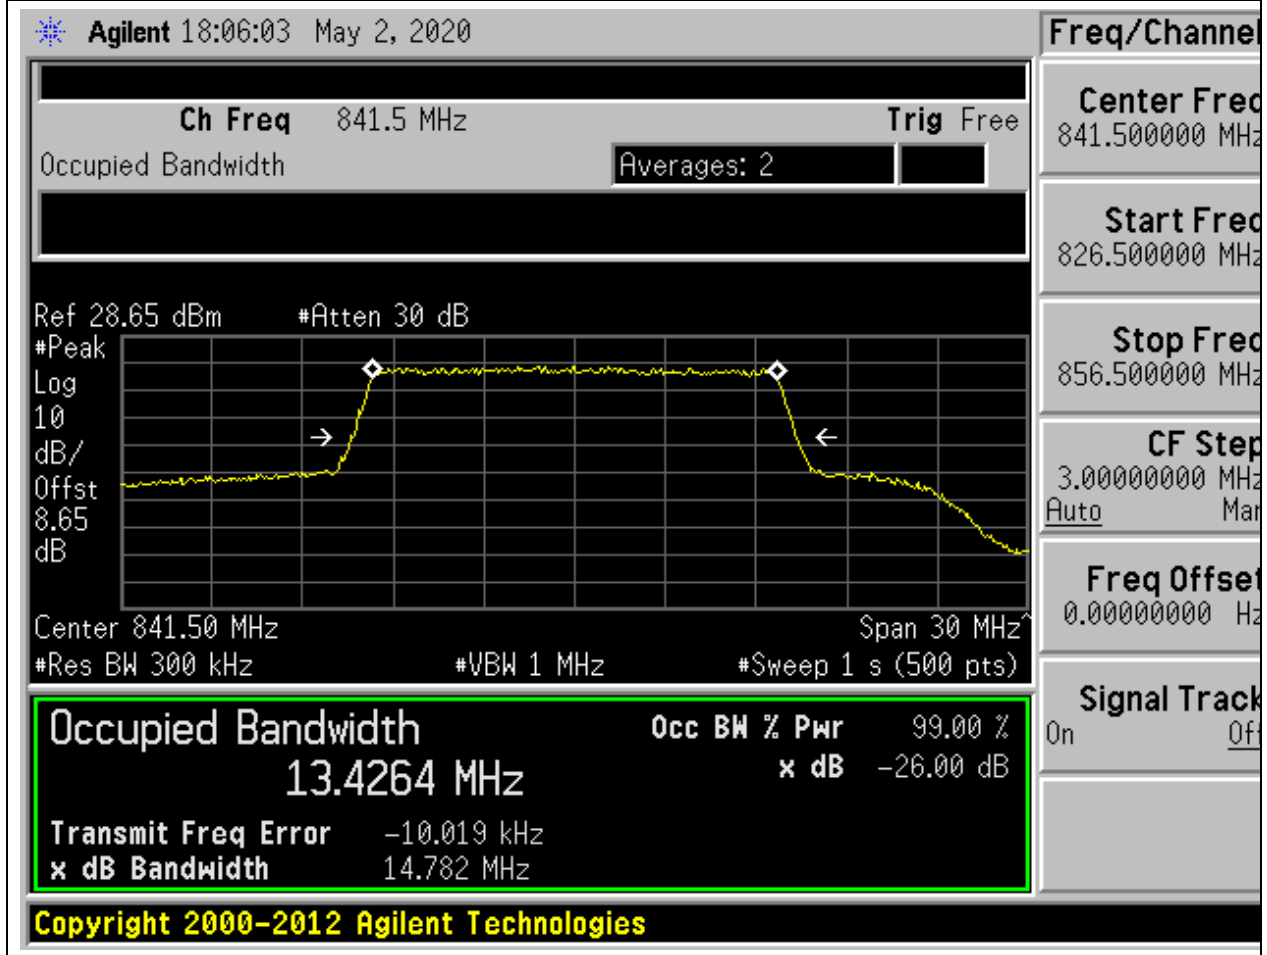 Agilent 18:06:03 May 2, 2020
Freq/Channel
Ch Freq 841.5 MHz Trig Free
Occupied Bandwidth Averages: 2
Ref 28.65 dBm #Atten 30 dB
#Peak
Log
10
dB/
Offst
8.65
dB
Center 841.50 MHz Span 30 MHz^
#Res BW 300 kHz #VBW 1 MHz #Sweep 1 s (500 pts)
Occupied Bandwidth Occ BW % Pwr 99.00 %
13.4264 MHz x dB -26.00 dB
Transmit Freq Error -10.019 kHz
x dB Bandwidth 14.782 MHz
Center Freq
841.500000 MHz
Start Freq
826.500000 MHz
Stop Freq
856.500000 MHz
CF Step
3.00000000 MHz
Auto Man
Freq Offset
0.00000000 Hz
Signal Track
On Off
Copyright 2000-2012 Agilent Technologies